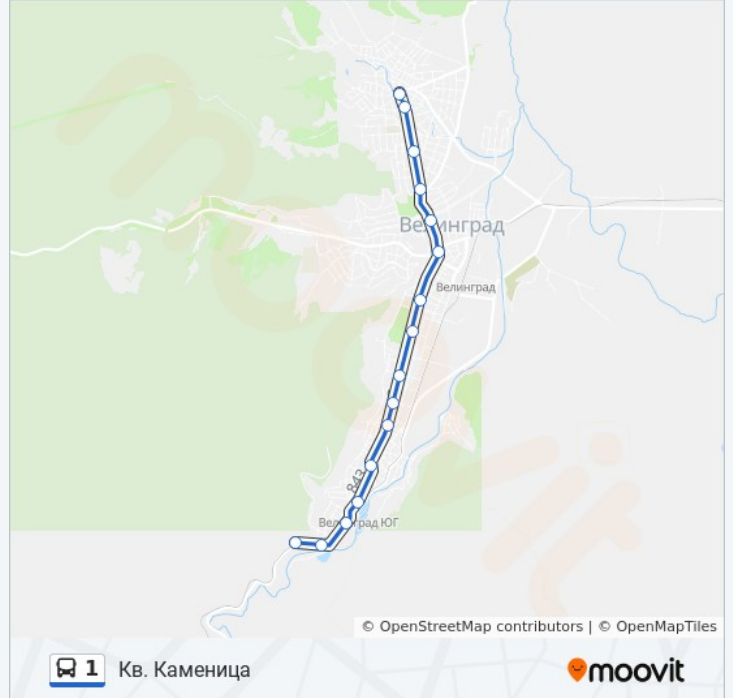 Велинград
Велинград
843
Велинград ЮГ
© OpenStreetMap contributors | © OpenMapTiles
1 Кв. Каменица
moovit